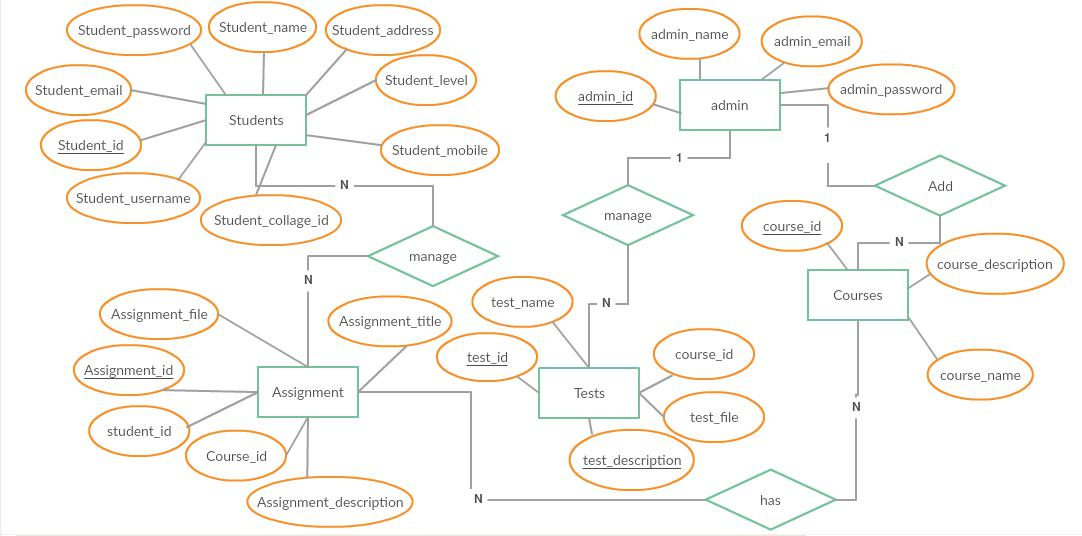 Student_password
Student_name
Student_address
Student_email
Student_level
Students
Student_id
Student_mobile
Student_username
Student_collage_id
N
manage
N
admin_name
admin_email
admin_id
admin
admin_password
1
1
manage
Add
N
course_id
course_description
Courses
course_name
N
Assignment_file
Assignment_title
Assignment_id
Assignment
student_id
Course_id
Assignment_description
N
test_name
N
test_id
course_id
Tests
test_file
test_description
has